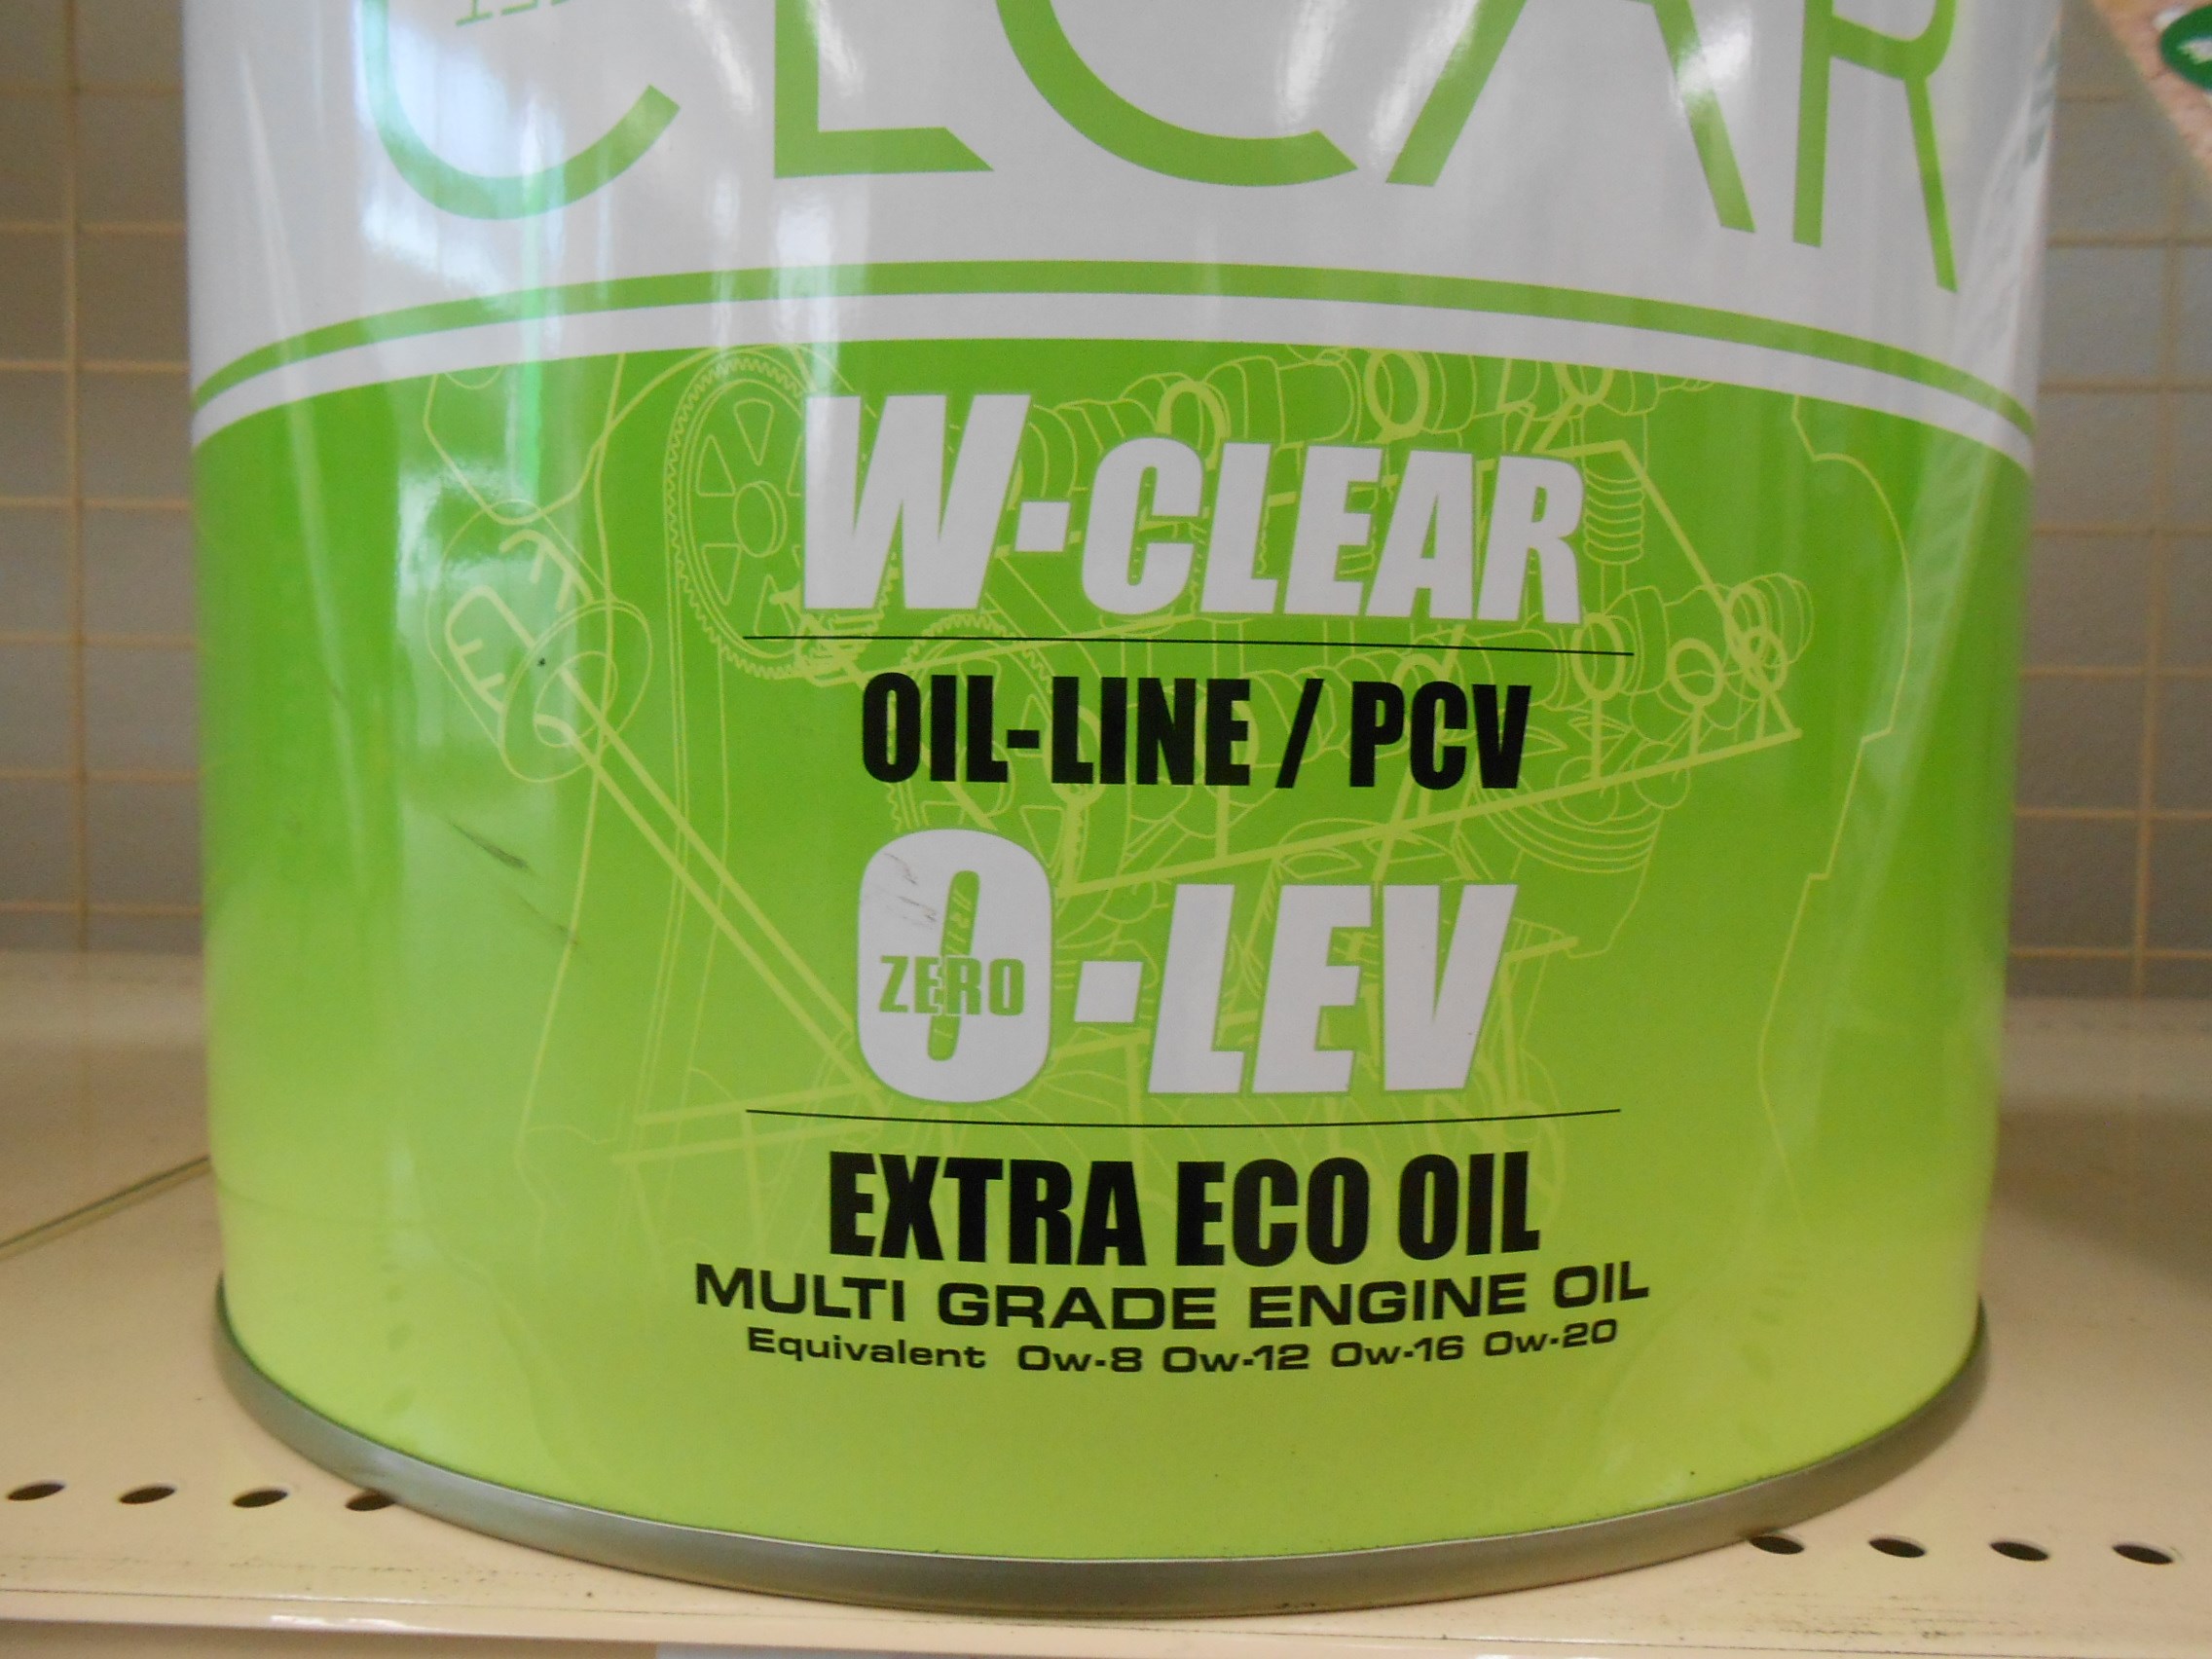 CLEAR
W-CLEAR
OIL-LINE / PCV
0-LEV
ZERO
EXTRA ECO OIL
MULTI GRADE ENGINE OIL
Equivalent 0w-8 0w-12 0w-16 0w-20